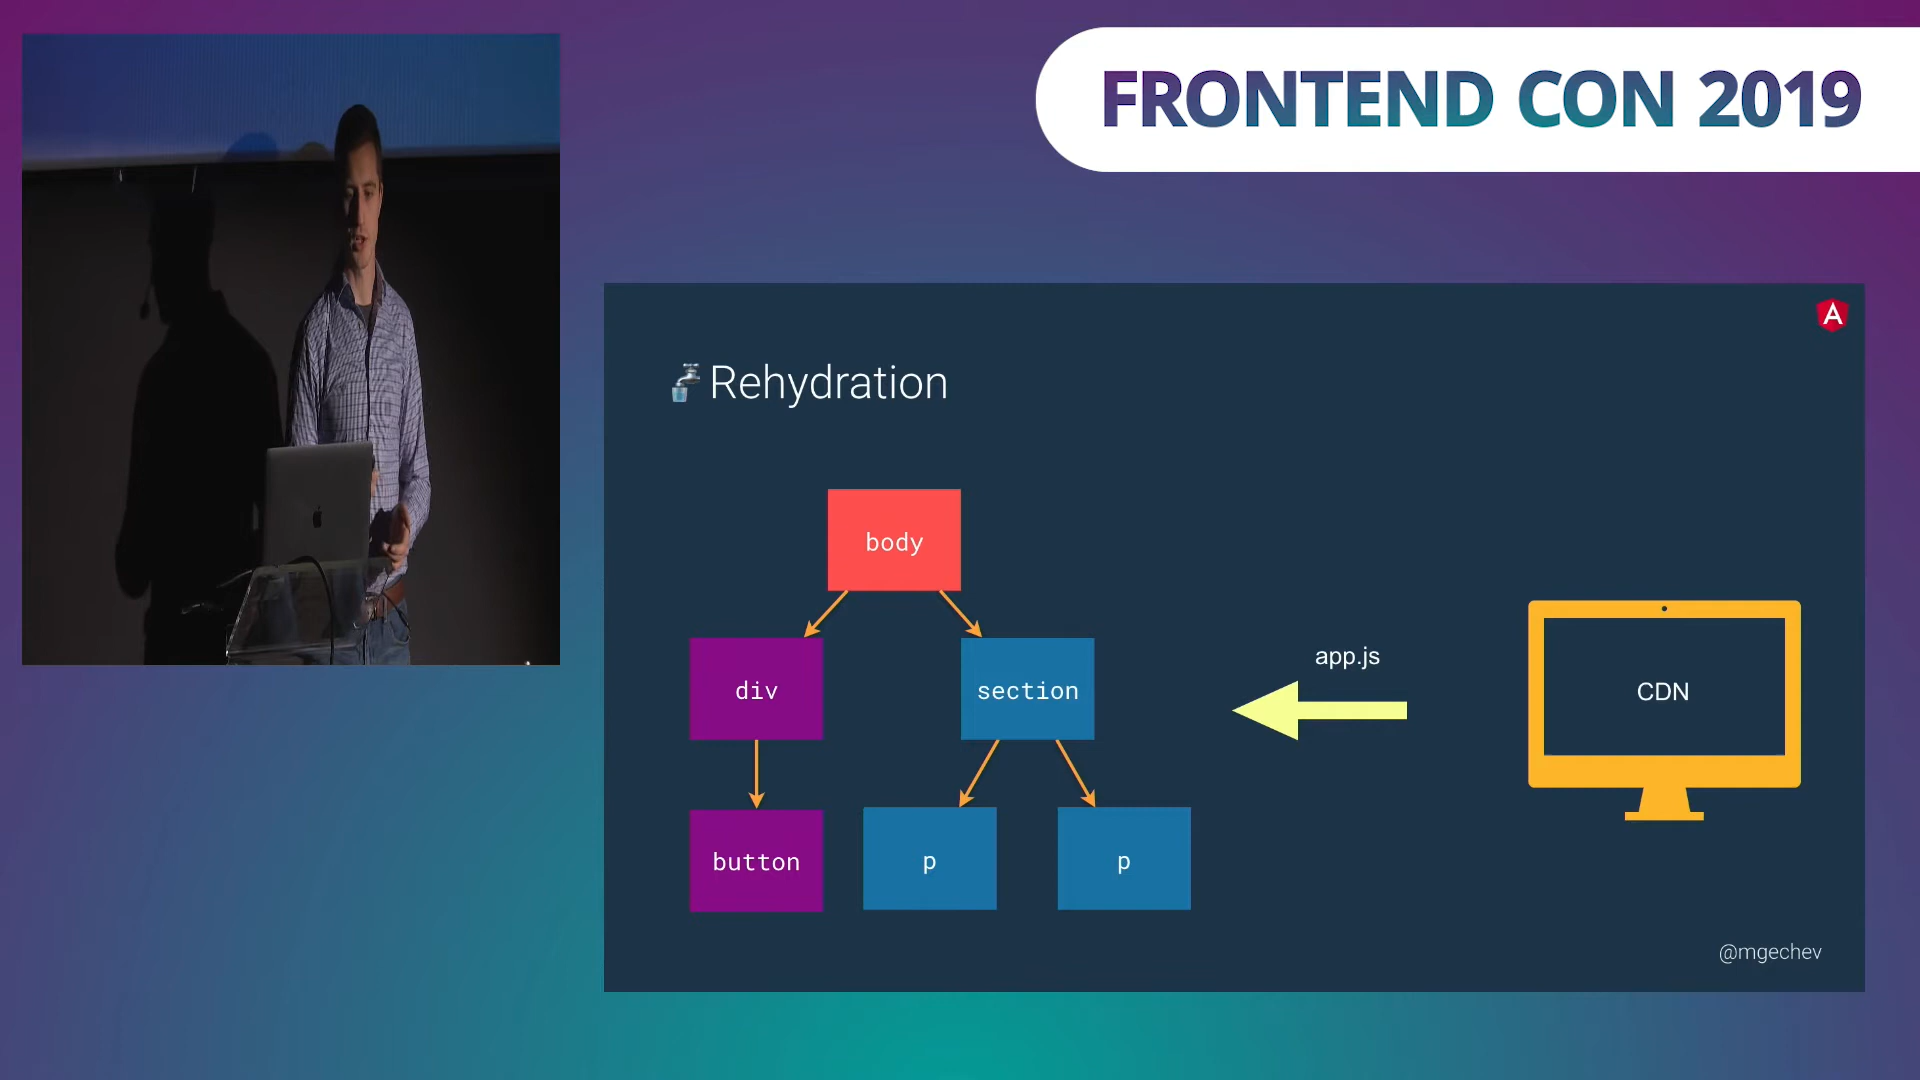 FRONTEND CON 2019
A
Rehydration
body
div
section
app.js
CDN
button
p
p
@mgechev